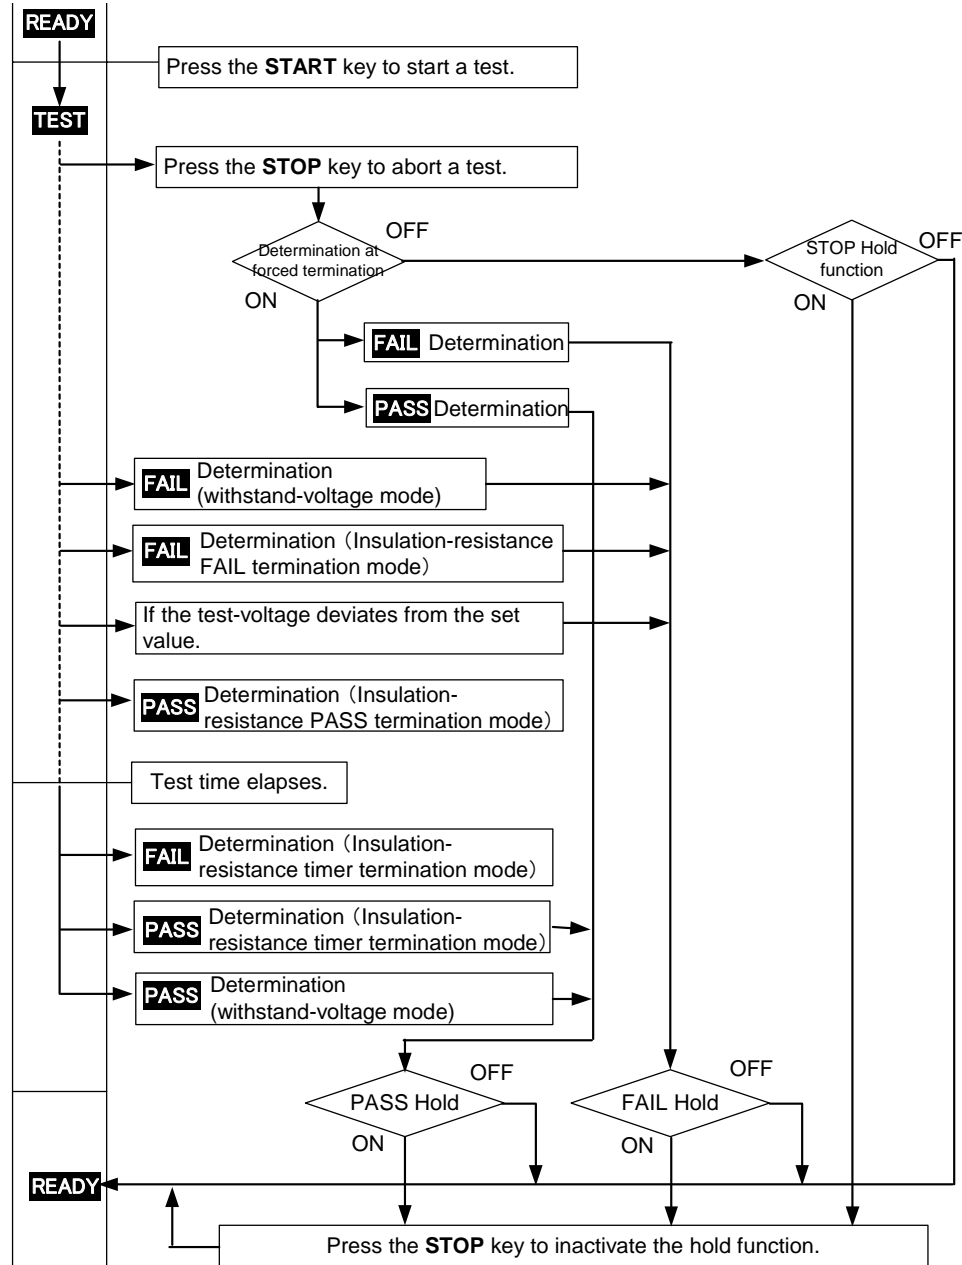 READY
Press the START key to start a test.
TEST
Press the STOP key to abort a test.
OFF
Determination at
forced termination
ON
STOP Hold
function
OFF
ON
FAIL Determination
PASS Determination
FAIL Determination
(withstand-voltage mode)
FAIL Determination（Insulation-resistance
FAIL termination mode）
If the test-voltage deviates from the set
value.
PASS Determination（Insulation-
resistance PASS termination mode）
Test time elapses.
FAIL Determination（Insulation-
resistance timer termination mode）
PASS Determination（Insulation-
resistance timer termination mode）
PASS Determination
(withstand-voltage mode)
OFF
PASS Hold
ON
OFF
FAIL Hold
ON
READY
Press the STOP key to inactivate the hold function.